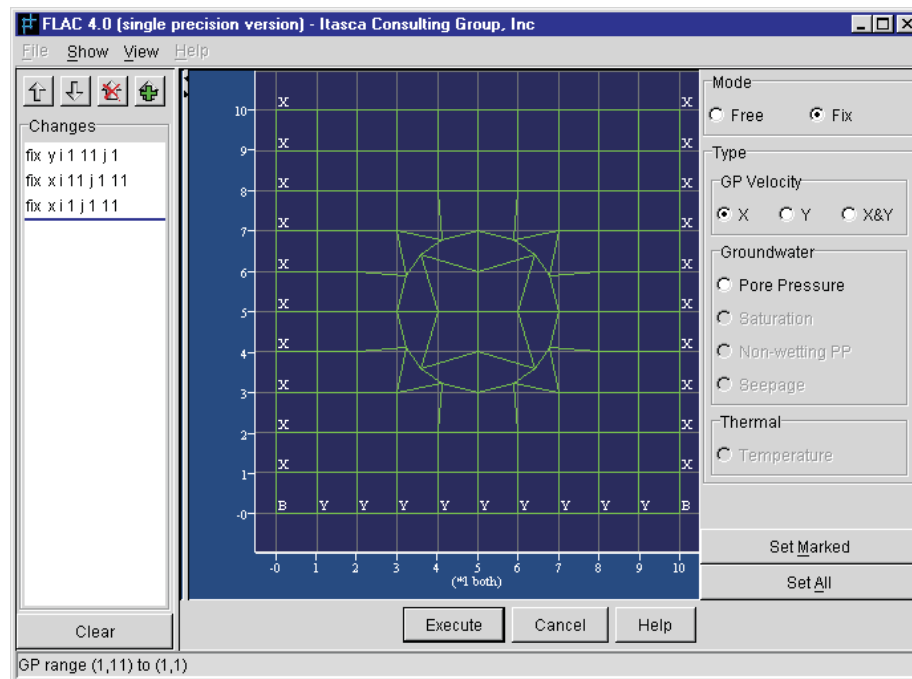 FLAC 4.0 (single precision version) - Itasca Consulting Group, Inc
File Show View Help
Changes
fix y i 1 11 j 1
fix x i 11 j 1 11
fix x i 1 j 1 11
Clear
X X
10
X X
9
X X
8
X X
7
X X
6
X X
5
X X
4
X X
3
X X
2
X X
1
B Y Y Y Y Y Y Y Y Y B
-0
-0 1 2 3 4 5 6 7 8 9 10
(*1 both)
Mode
Free Fix
Type
GP Velocity
X Y X&Y
Groundwater
Pore Pressure
Saturation
Non-wetting PP
Seepage
Thermal
Temperature
Set Marked
Set All
Execute Cancel Help
GP range (1,11) to (1,1)